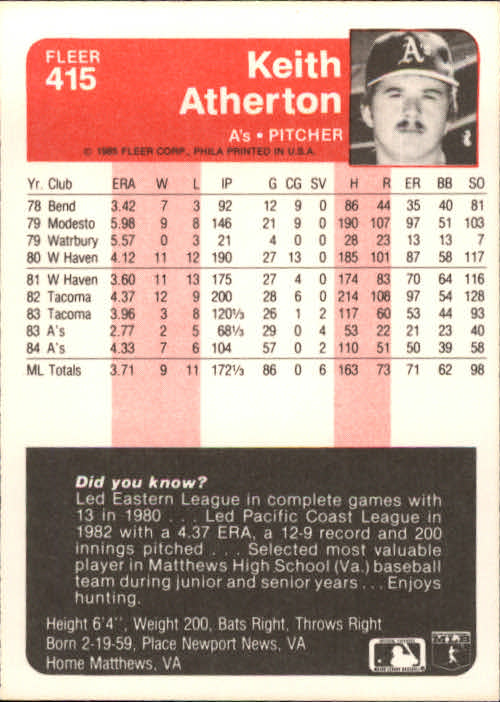 FLEER
415
Keith
Atherton
A's • PITCHER
© 1985 FLEER CORP., PHILA PRINTED IN U.S.A.
Yr. Club ERA W L IP G CG SV H R ER BB SO
78 Bend 3.42 7 3 92 12 9 0 86 44 35 40 81
79 Modesto 5.98 9 8 146 21 9 0 190 107 97 51 103
79 Watrbury 5.57 0 3 21 4 0 0 28 23 13 13 7
80 W Haven 4.12 11 12 190 27 13 0 185 101 87 58 117
81 W Haven 3.60 11 13 175 27 4 0 174 83 70 64 116
82 Tacoma 4.37 12 9 200 28 6 0 214 108 97 54 128
83 Tacoma 3.96 3 8 120⅓ 26 1 2 117 60 53 44 93
83 A's 2.77 2 5 68⅓ 29 0 4 53 22 21 23 40
84 A's 4.33 7 6 104 57 0 2 110 51 50 39 58
ML Totals 3.71 9 11 172⅓ 86 0 6 163 73 71 62 98
Did you know?
Led Eastern League in complete games with
13 in 1980 . . . Led Pacific Coast League in
1982 with a 4.37 ERA, a 12-9 record and 200
innings pitched . . . Selected most valuable
player in Matthews High School (Va.) baseball
team during junior and senior years . . . Enjoys
hunting.
Height 6'4", Weight 200, Bats Right, Throws Right
Born 2-19-59, Place Newport News, VA
Home Matthews, VA